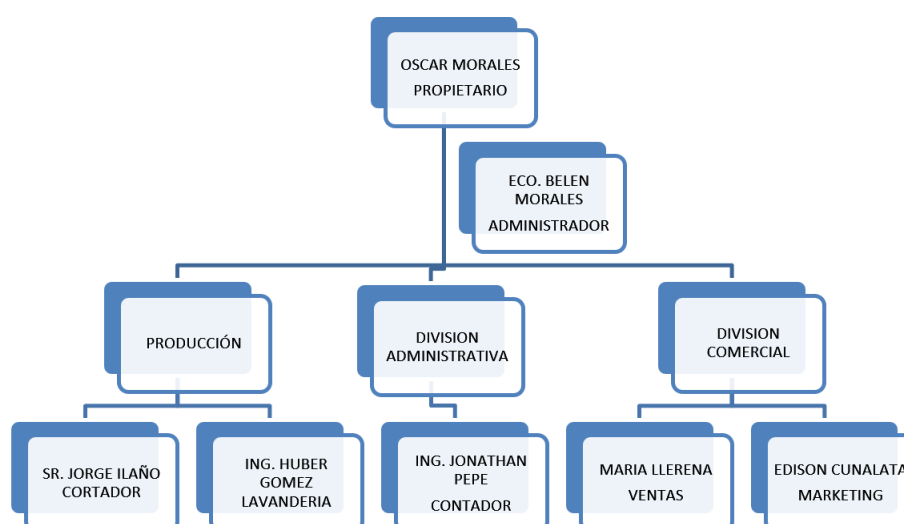 OSCAR MORALES
PROPIETARIO
ECO. BELEN
MORALES
ADMINISTRADOR
PRODUCCIÓN
DIVISION
ADMINISTRATIVA
DIVISION
COMERCIAL
SR. JORGE ILAÑO
CORTADOR
ING. HUBER
GOMEZ
LAVANDERIA
ING. JONATHAN
PEPE
CONTADOR
MARIA LLERENA
VENTAS
EDISON CUNALATA
MARKETING